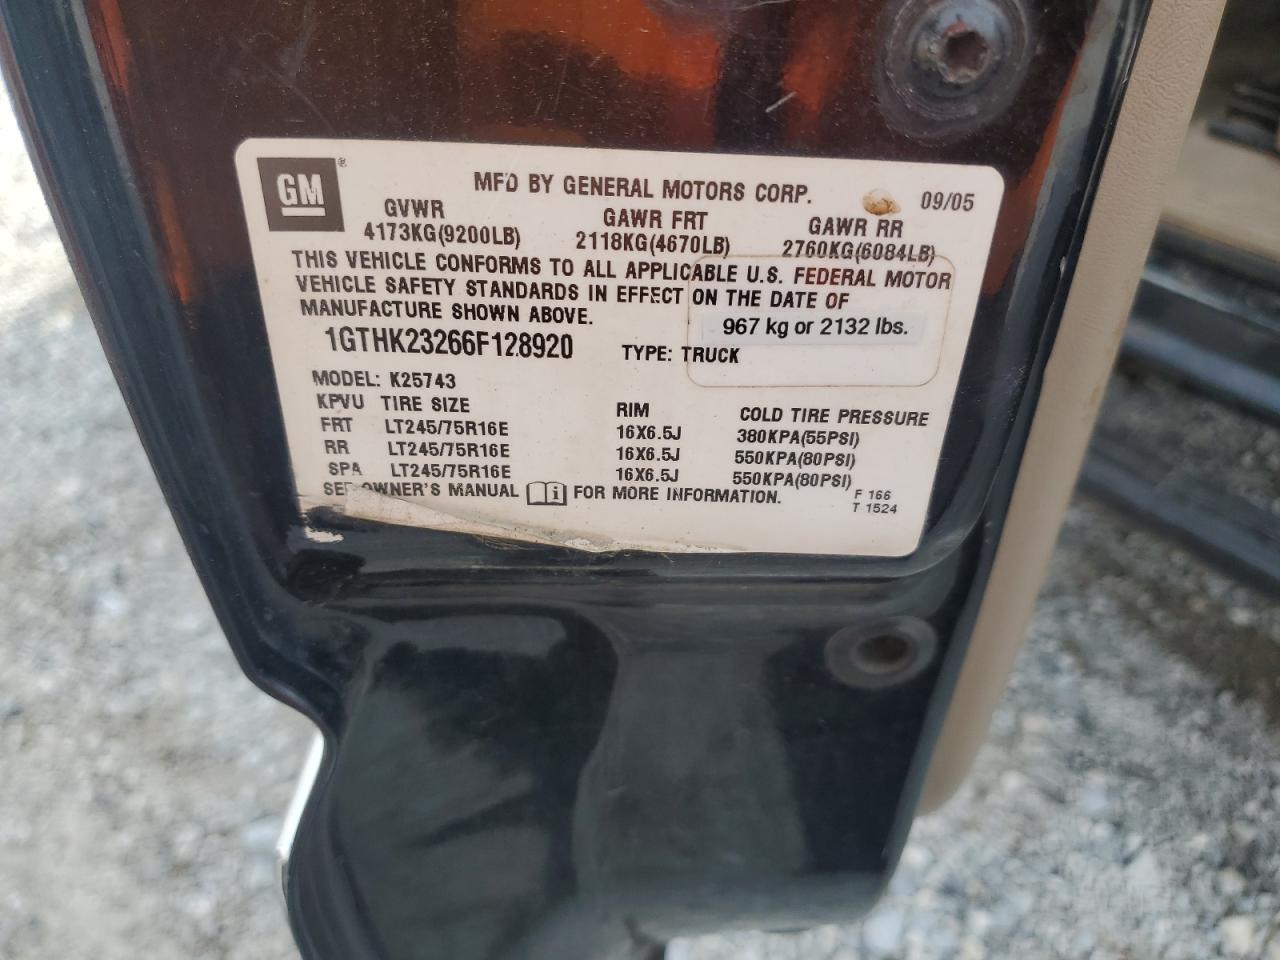 GM®
MFD BY GENERAL MOTORS CORP.
09/05
GVWR GAWR FRT GAWR RR
4173KG(9200LB) 2118KG(4670LB) 2760KG(6084LB)
THIS VEHICLE CONFORMS TO ALL APPLICABLE U.S. FEDERAL MOTOR
VEHICLE SAFETY STANDARDS IN EFFECT ON THE DATE OF
MANUFACTURE SHOWN ABOVE.
967 kg or 2132 lbs.
1GTHK23266F128920 TYPE: TRUCK
MODEL: K25743
KPVU TIRE SIZE RIM COLD TIRE PRESSURE
FRT LT245/75R16E 16X6.5J 380KPA(55PSI)
RR LT245/75R16E 16X6.5J 550KPA(80PSI)
SPA LT245/75R16E 16X6.5J 550KPA(80PSI)
SEE OWNER'S MANUAL i FOR MORE INFORMATION.
F 166
T 1524